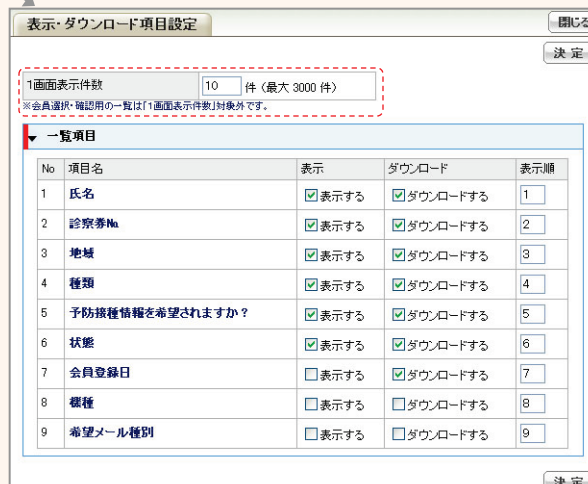 表示・ダウンロード項目設定
閉じる
決定
1画面表示件数 10 件（最大 3000 件）
※会員選択・確認用の一覧は「1画面表示件数」対象外です。
一覧項目
No 項目名 表示 ダウンロード 表示順
1 氏名 表示する ダウンロードする 1
2 診察券№ 表示する ダウンロードする 2
3 地域 表示する ダウンロードする 3
4 種類 表示する ダウンロードする 4
5 予防接種情報を希望されますか？ 表示する ダウンロードする 5
6 状態 表示する ダウンロードする 6
7 会員登録日 表示する ダウンロードする 7
8 機種 表示する ダウンロードする 8
9 希望メール種別 表示する ダウンロードする 9
決定